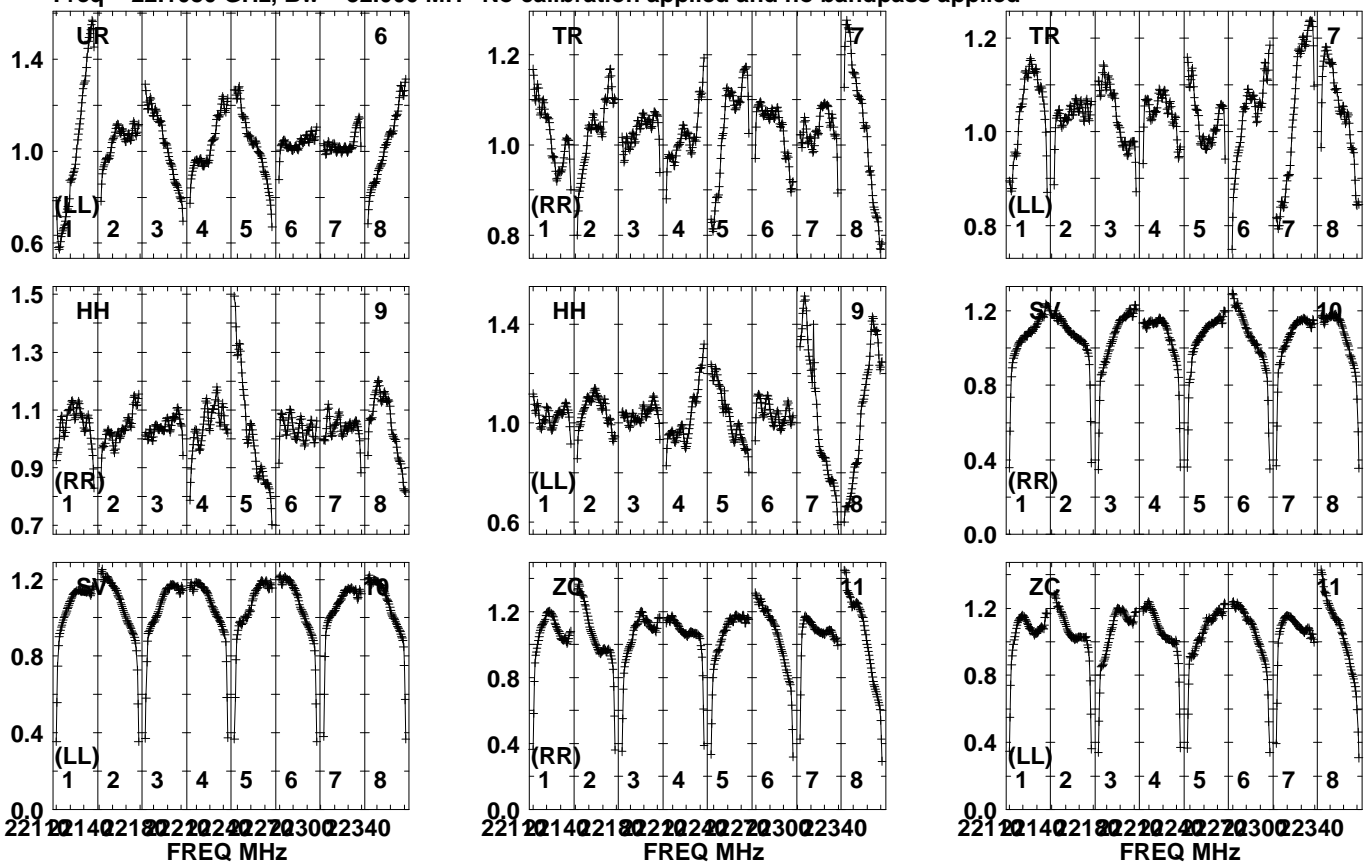 Freq = GHz, Bw = 32.000 MH No calibration applied and no bandpass applied
UR 6
1.4
1.0
0.6
(LL)
1 2 3 4 5 6 7 8
TR 7
1.2
1.0
0.8
(RR)
1 2 3 4 5 6 7 8
TR 7
1.2
1.0
0.8
(LL)
1 2 3 4 5 6 7 8
HH 9
1.5
1.3
1.1
0.9
0.7
(RR)
1 2 3 4 5 6 7 8
HH 9
1.4
1.0
0.6
(LL)
1 2 3 4 5 6 7 8
SV 10
1.2
0.8
0.4
0.0
(RR)
1 2 3 4 5 6 7 8
SV 10
1.2
0.8
0.4
0.0
(LL)
1 2 3 4 5 6 7 8
22300 22340
FREQ MHz
ZC 11
1.2
0.8
0.4
0.0
(RR)
1 2 3 4 5 6 7 8
22300 22340
FREQ MHz
ZC 11
1.2
0.8
0.4
0.0
(LL)
1 2 3 4 5 6 7 8
22300 22340
FREQ MHz